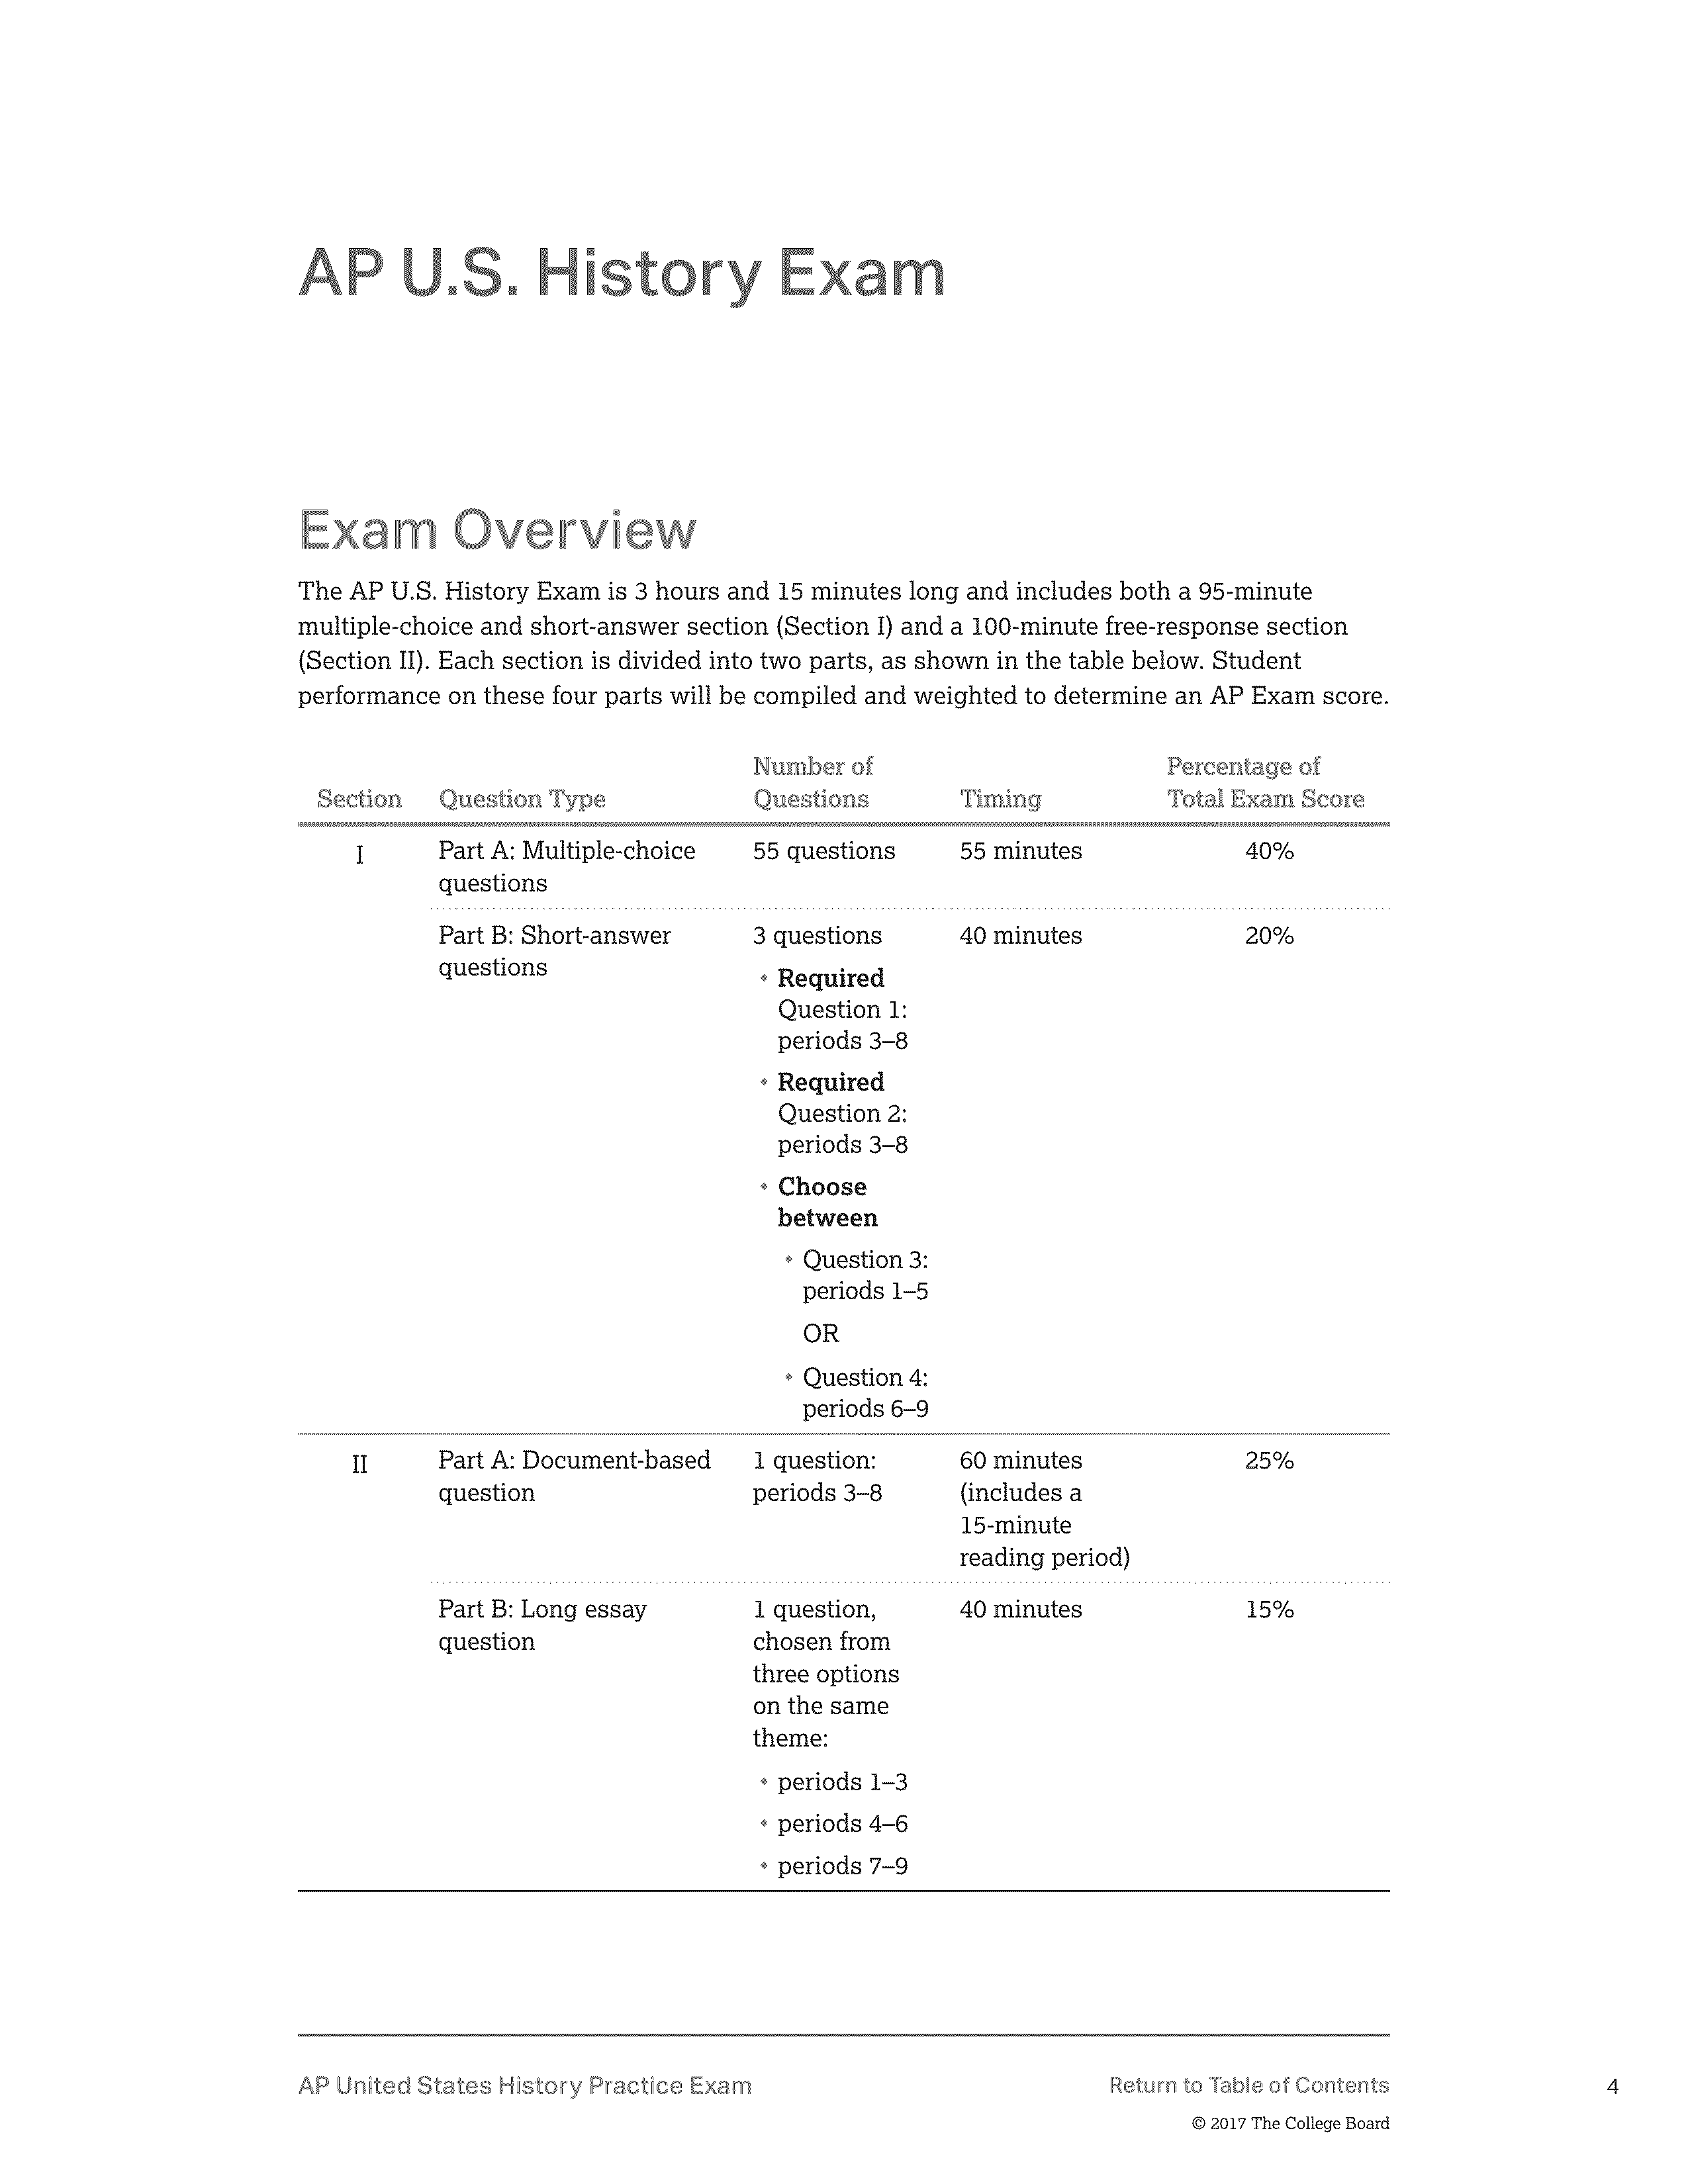 AP U.S. History Exam
Exam Overview
The AP U.S. History Exam is 3 hours and 15 minutes long and includes both a 95-minute
multiple-choice and short-answer section (Section I) and a 100-minute free-response section
(Section II). Each section is divided into two parts, as shown in the table below. Student
performance on these four parts will be compiled and weighted to determine an AP Exam score.
Section Question Type Number of Questions Timing Percentage of Total Exam Score
I Part A: Multiple-choice 55 questions 55 minutes 40%
questions
Part B: Short-answer 3 questions 40 minutes 20%
questions
• Required
Question 1:
periods 3–8
• Required
Question 2:
periods 3–8
• Choose
between
• Question 3:
periods 1–5
OR
• Question 4:
periods 6–9
II Part A: Document-based 1 question: 60 minutes 25%
question periods 3–8 (includes a
15-minute
reading period)
Part B: Long essay 1 question, 40 minutes 15%
question chosen from
three options
on the same
theme:
• periods 1–3
• periods 4–6
• periods 7–9
AP United States History Practice Exam Return to Table of Contents 4
© 2017 The College Board